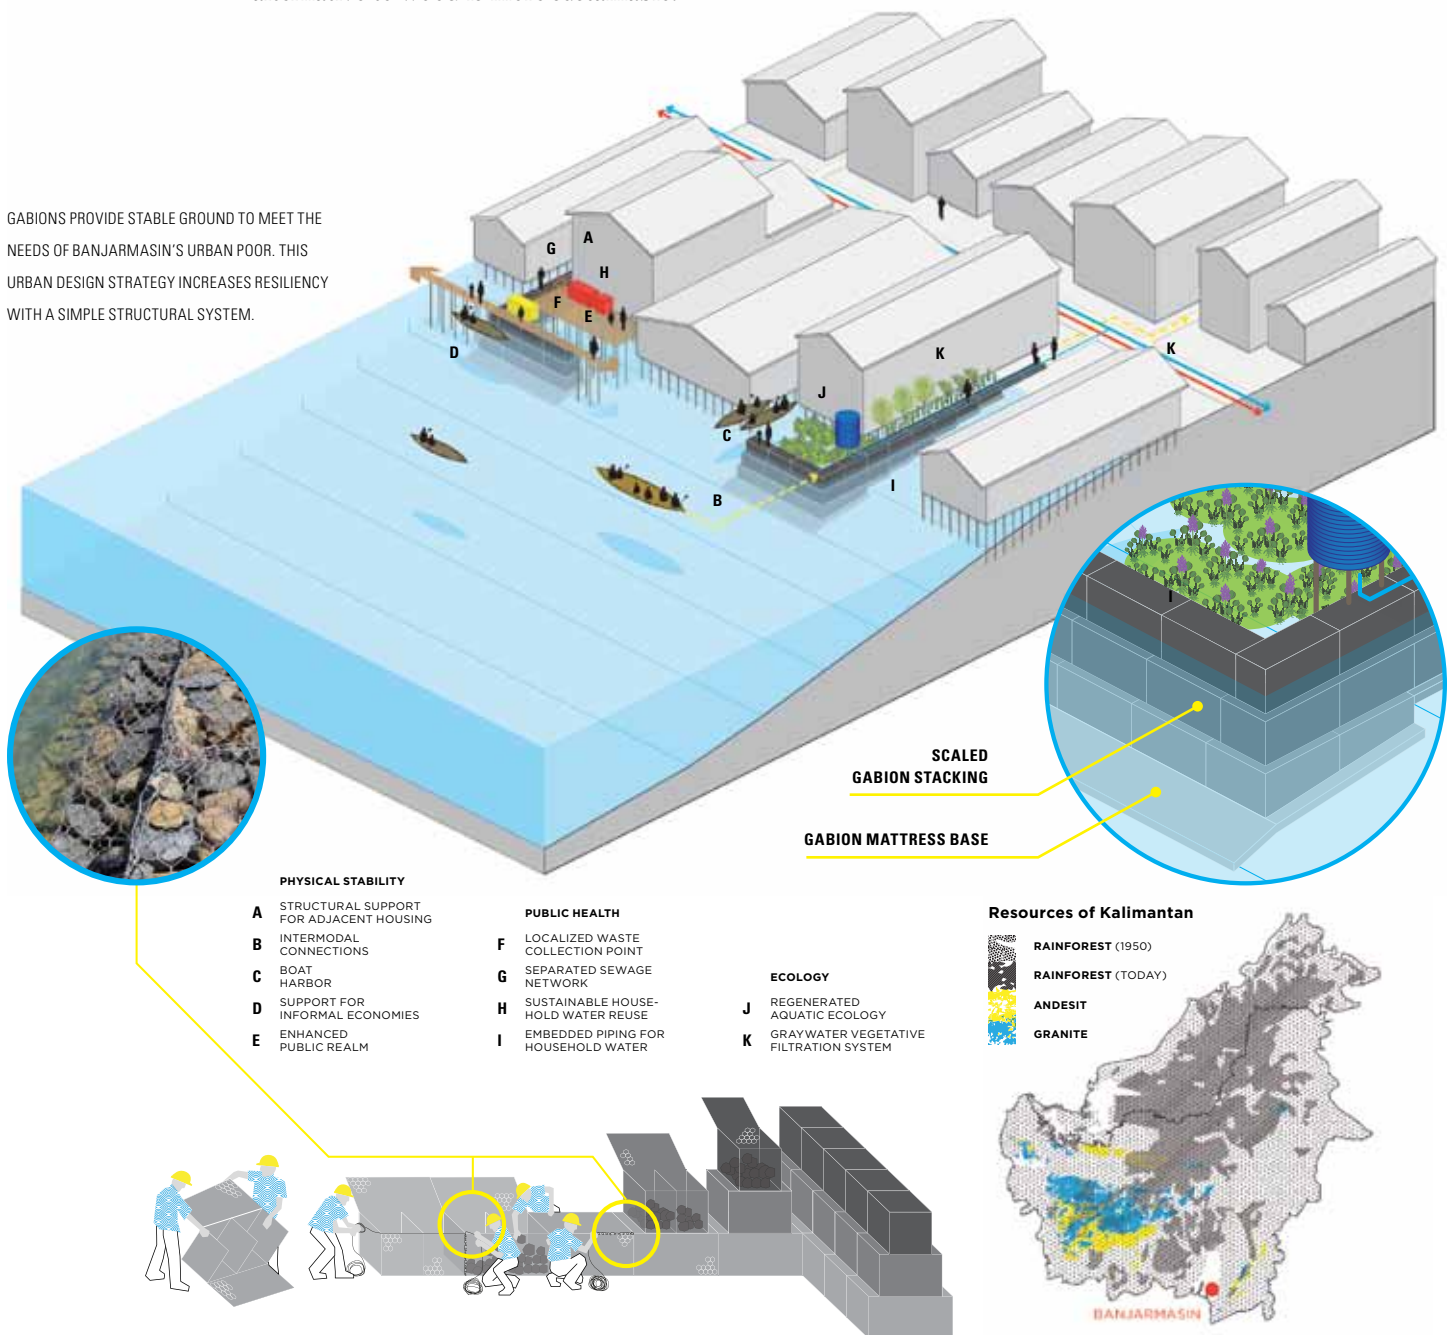 GABIONS PROVIDE STABLE GROUND TO MEET THE
NEEDS OF BANJARMASIN'S URBAN POOR. THIS
URBAN DESIGN STRATEGY INCREASES RESILIENCY
WITH A SIMPLE STRUCTURAL SYSTEM.
G
A
H
F
E
D
K
K
J
C
B
I
I
SCALED
GABION STACKING
GABION MATTRESS BASE
PHYSICAL STABILITY
A STRUCTURAL SUPPORT
FOR ADJACENT HOUSING
B INTERMODAL
CONNECTIONS
C BOAT
HARBOR
D SUPPORT FOR
INFORMAL ECONOMIES
E ENHANCED
PUBLIC REALM
PUBLIC HEALTH
F LOCALIZED WASTE
COLLECTION POINT
G SEPARATED SEWAGE
NETWORK
H SUSTAINABLE HOUSE-
HOLD WATER REUSE
I EMBEDDED PIPING FOR
HOUSEHOLD WATER
ECOLOGY
J REGENERATED
AQUATIC ECOLOGY
K GRAYWATER VEGETATIVE
FILTRATION SYSTEM
Resources of Kalimantan
RAINFOREST (1950)
RAINFOREST (TODAY)
ANDESIT
GRANITE
BANJARMASIN